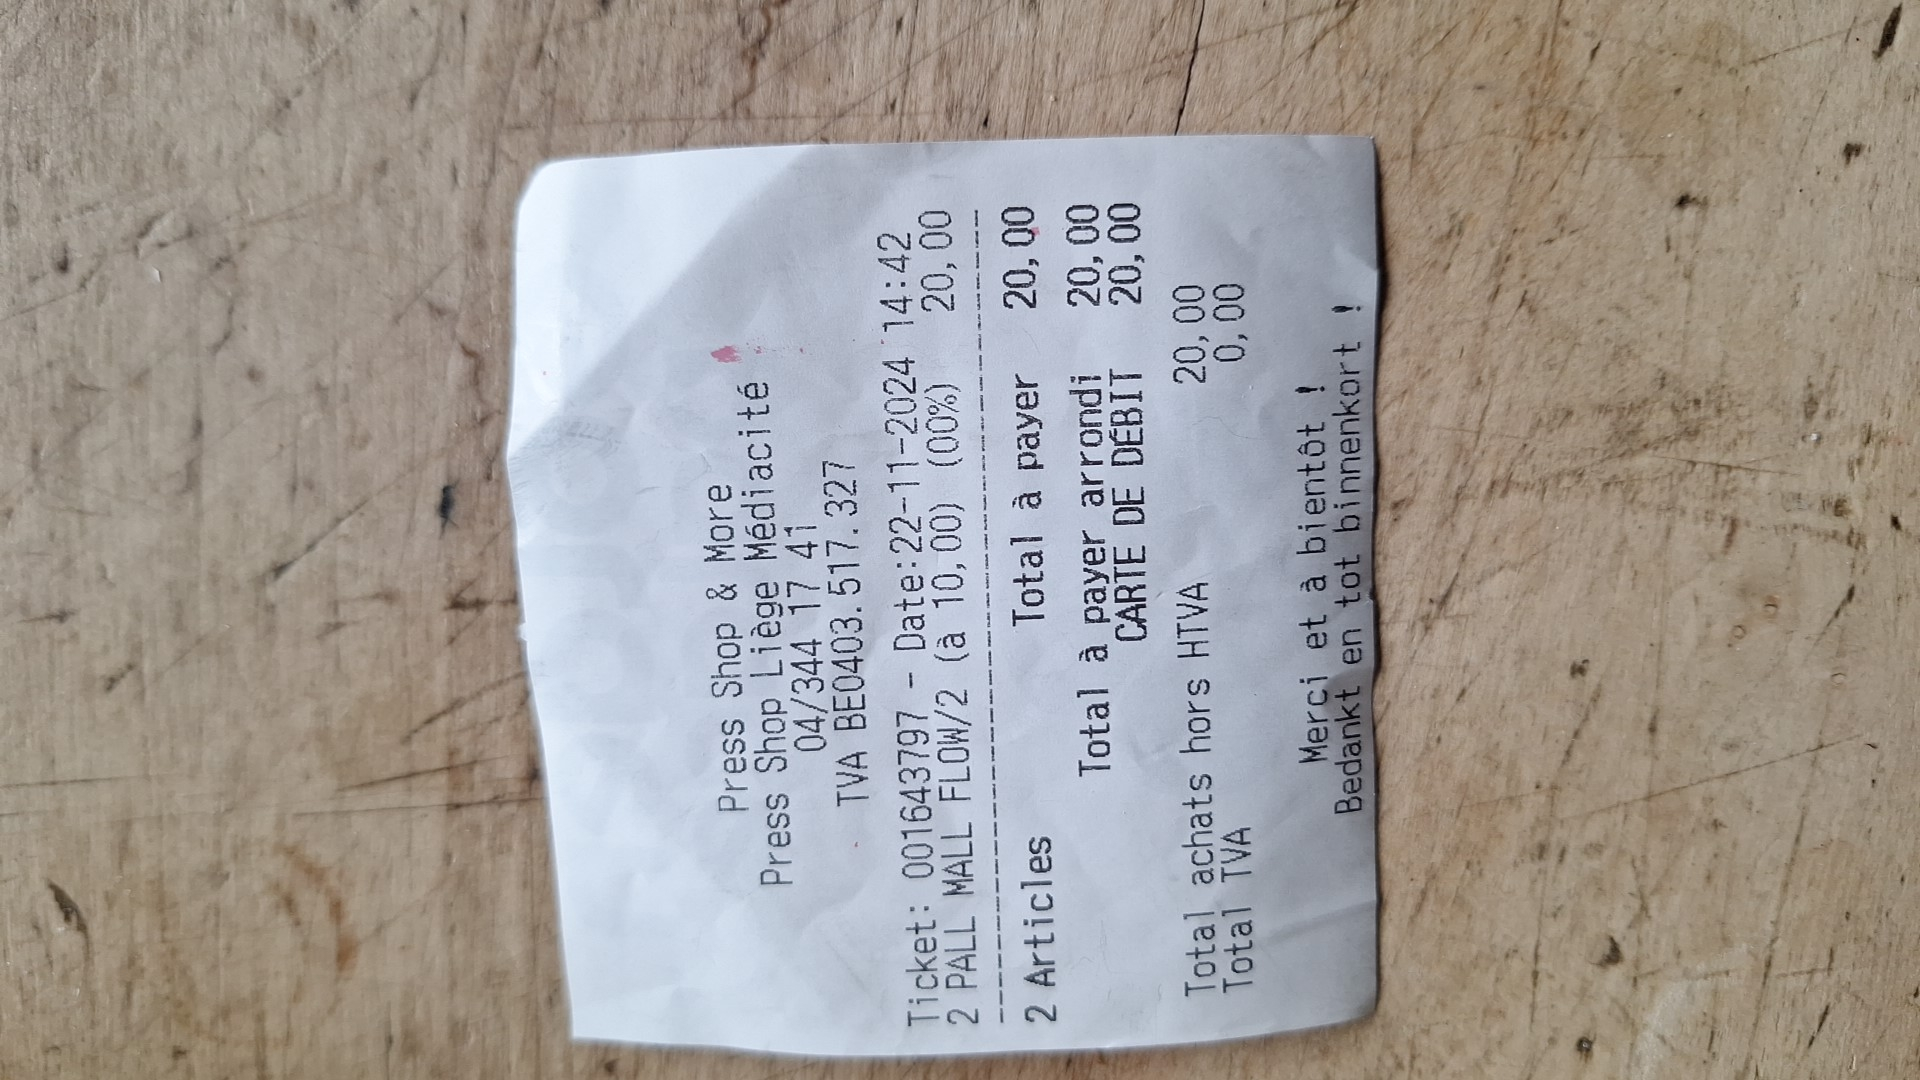 Press Shop & More
Press Shop Liège Médiacité
04/344 17 41
TVA BE0403.517.327
Ticket: 001643797 - Date:22-11-2024 14:42
2 PALL MALL FLOW/2 (à 10,00) (00%) 20,00
2 Articles Total à payer 20,00
Total à payer arrondi 20,00
CARTE DE DÉBIT 20,00
Total achats hors HTVA 20,00
Total TVA 0,00
Merci et à bientôt !
Bedankt en tot binnenkort !